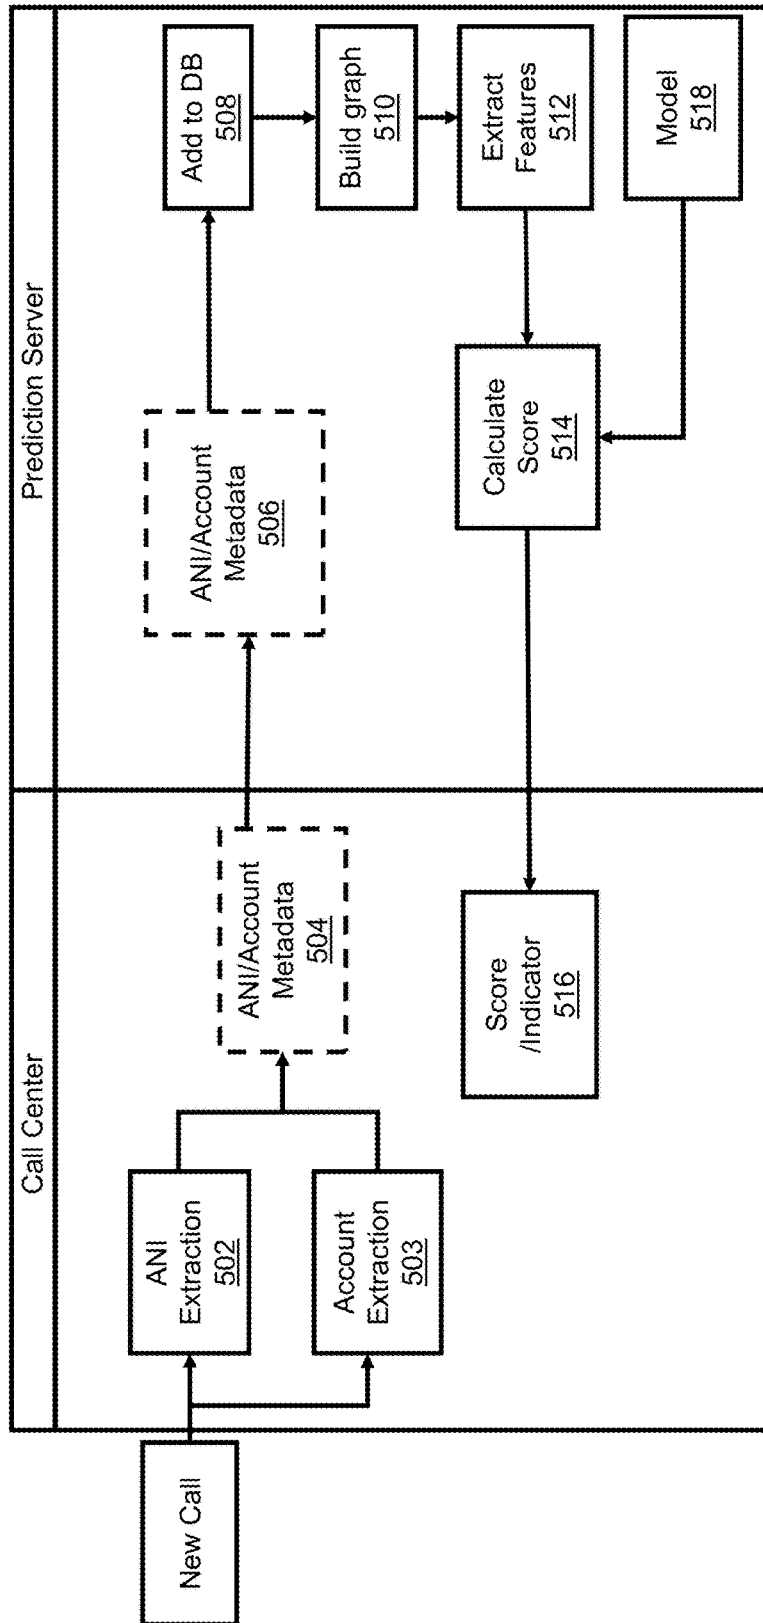 Call Center
Prediction Server
New Call
ANI
Extraction
502
Account
Extraction
503
ANI/Account
Metadata
504
ANI/Account
Metadata
506
Add to DB
508
Build graph
510
Extract
Features
512
Calculate
Score
514
Score
/Indicator
516
Model
518